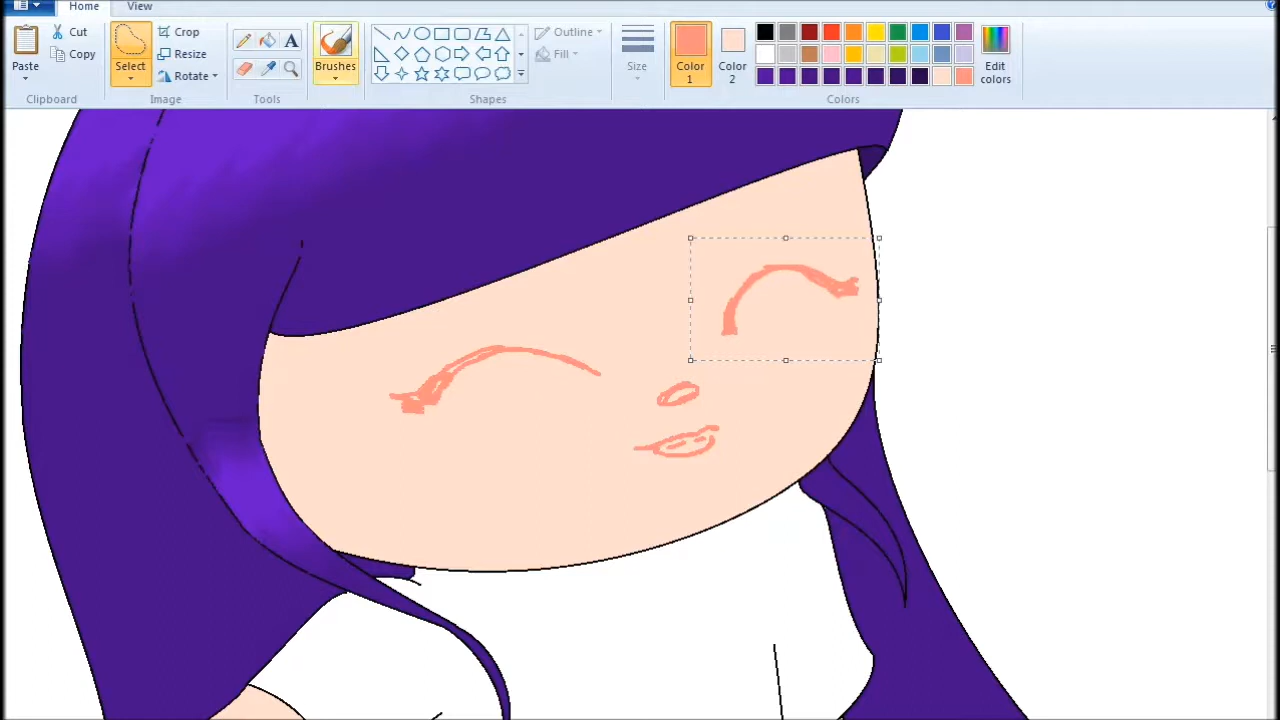 Home View
Paste
Cut
Copy
Clipboard
Select
Crop
Resize
Rotate
Image
A
Tools
Brushes
Shapes
Outline
Fill
Size
Color
1
Color
2
Colors
Edit
colors